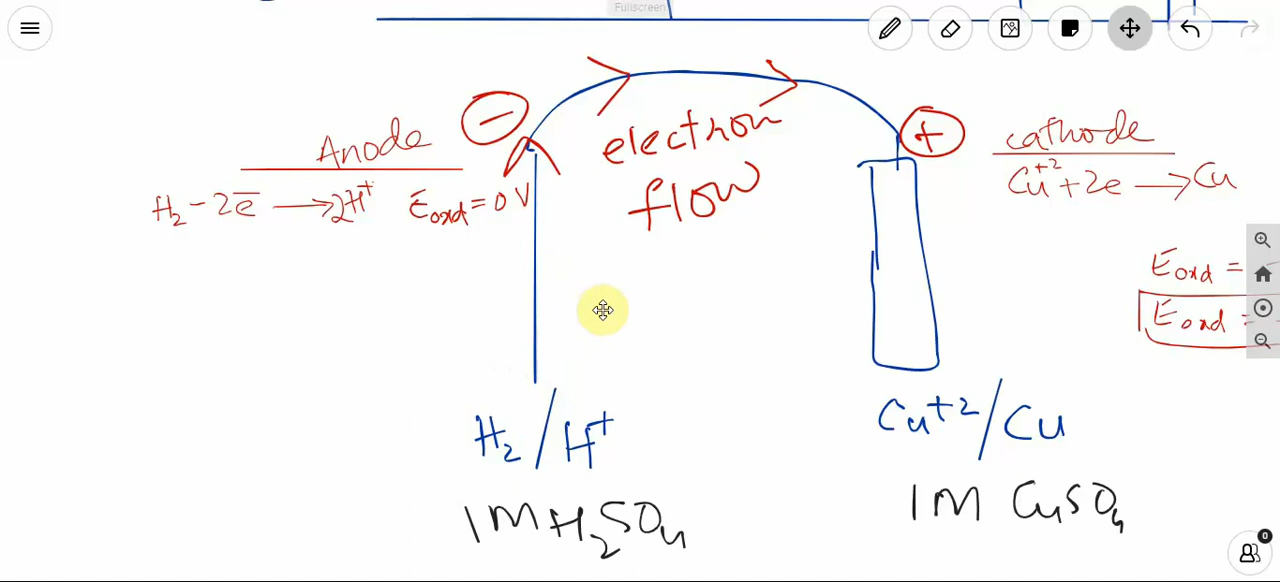 Fullscreen
Anode
H₂ - 2e̅ ⟶ 2H⁺ E_oxd = 0 V
−
electron
flow
+
cathode
Cu⁺² + 2e ⟶ Cu
E_oxd =
E_oxd =
H₂ / H⁺
Cu⁺² / Cu
1M H₂SO₄
1M CuSO₄
0